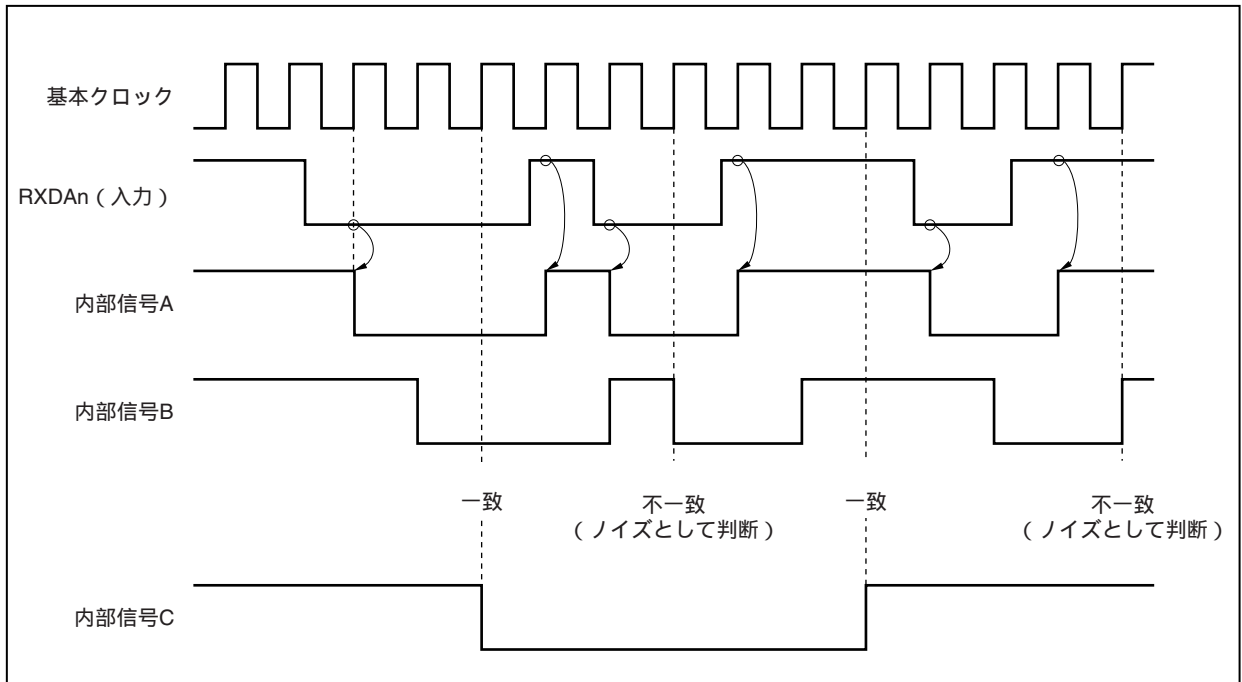 基本クロック
RXDAn（入力）
内部信号A
内部信号B
一致
不一致
（ノイズとして判断）
一致
不一致
（ノイズとして判断）
内部信号C